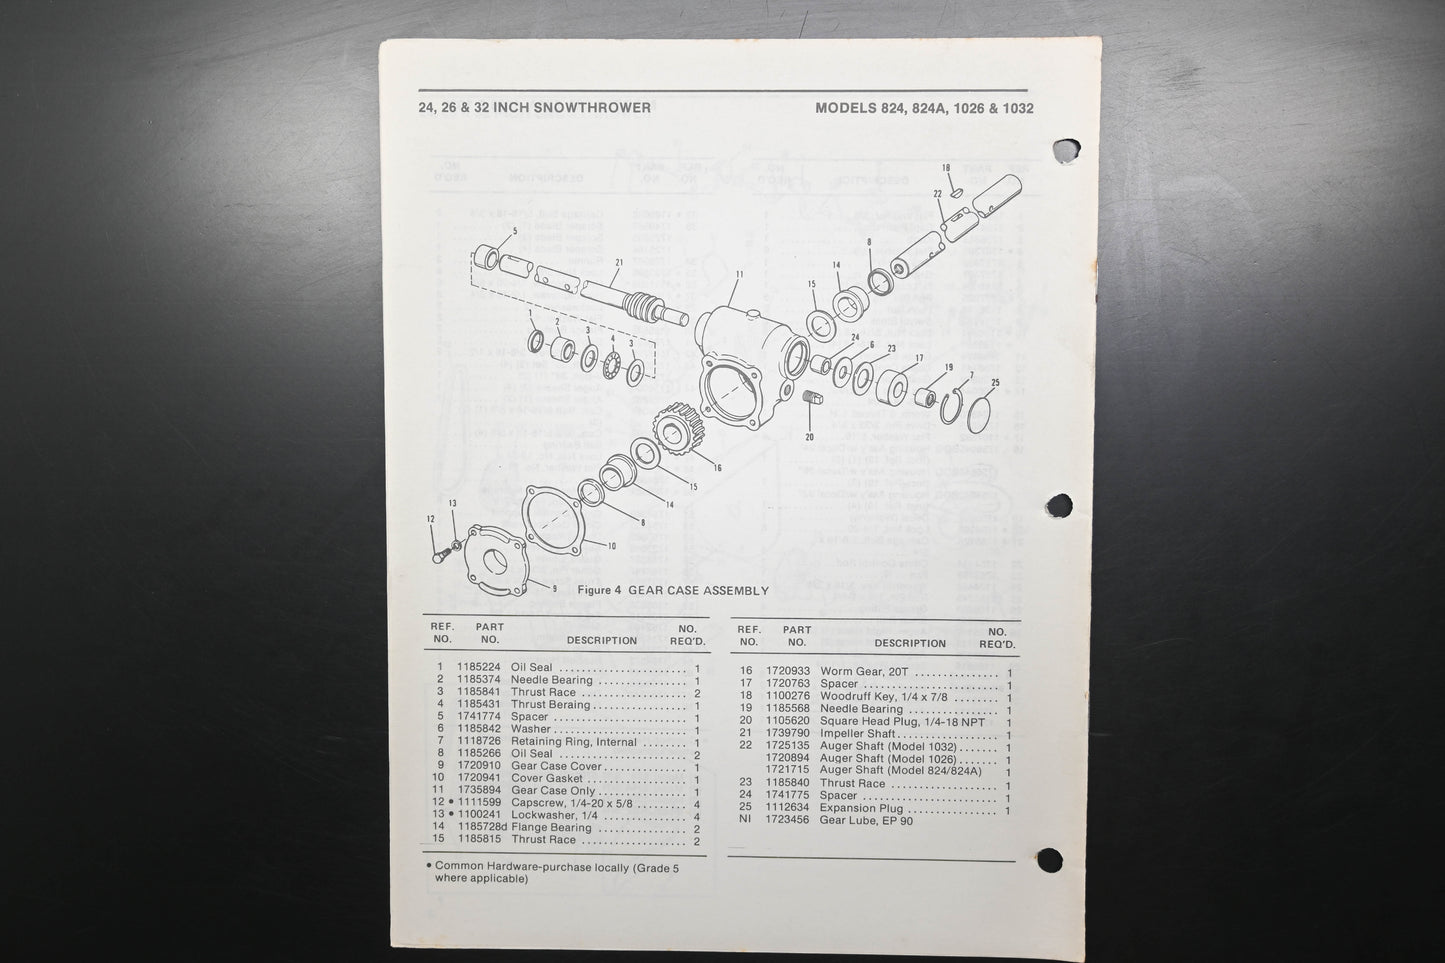 24, 26 & 32 INCH SNOWTHROWER MODELS 824, 824A, 1026 & 1032
18
22
5
8
21
14
11
15
1
2
3
4
3
24
6
23
17
19
7
25
20
16
15
14
8
13
12
10
9
Figure 4 GEAR CASE ASSEMBLY
REF. NO. PART NO. DESCRIPTION NO. REQ'D.
1 1185224 Oil Seal ...................... 1
2 1185374 Needle Bearing ............... 1
3 1185841 Thrust Race .................. 2
4 1185431 Thrust Beraing ................ 1
5 1741774 Spacer ....................... 1
6 1185842 Washer ....................... 1
7 1118726 Retaining Ring, Internal ....... 1
8 1185266 Oil Seal ...................... 2
9 1720910 Gear Case Cover .............. 1
10 1720941 Cover Gasket ................. 1
11 1735894 Gear Case Only ............... 1
12 • 1111599 Capscrew, 1/4-20 x 5/8 ......... 4
13 • 1100241 Lockwasher, 1/4 .............. 4
14 1185728d Flange Bearing ............... 2
15 1185815 Thrust Race .................. 2
• Common Hardware-purchase locally (Grade 5
where applicable)
REF. NO. PART NO. DESCRIPTION NO. REQ'D.
16 1720933 Worm Gear, 20T ............... 1
17 1720763 Spacer ....................... 1
18 1100276 Woodruff Key, 1/4 x 7/8 ........ 1
19 1185568 Needle Bearing ............... 1
20 1105620 Square Head Plug, 1/4-18 NPT 1
21 1739790 Impeller Shaft ................. 1
22 1725135 Auger Shaft (Model 1032) ....... 1
1720894 Auger Shaft (Model 1026) ....... 1
1721715 Auger Shaft (Model 824/824A) 1
23 1185840 Thrust Race .................. 1
24 1741775 Spacer ....................... 1
25 1112634 Expansion Plug ............... 1
NI 1723456 Gear Lube, EP 90